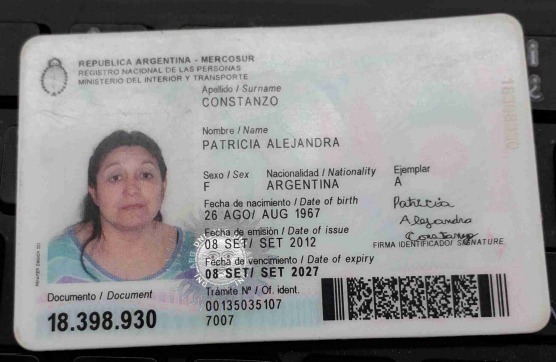 REPUBLICA ARGENTINA - MERCOSUR
REGISTRO NACIONAL DE LAS PERSONAS
MINISTERIO DEL INTERIOR Y TRANSPORTE
Apellido / Surname
CONSTANZO
Nombre / Name
PATRICIA ALEJANDRA
Sexo / Sex
F
Nacionalidad / Nationality
ARGENTINA
Ejemplar
A
Fecha de nacimiento / Date of birth
26 AGO/ AUG 1967
Fecha de emisión / Date of issue
08 SET/ SET 2012
Fecha de vencimiento / Date of expiry
08 SET/ SET 2027
Patricia
Alejandra
Constanzo
FIRMA IDENTIFICADO/ SIGNATURE
Documento / Document
18.398.930
Trámite Nº / Of. ident.
00135035107
7007